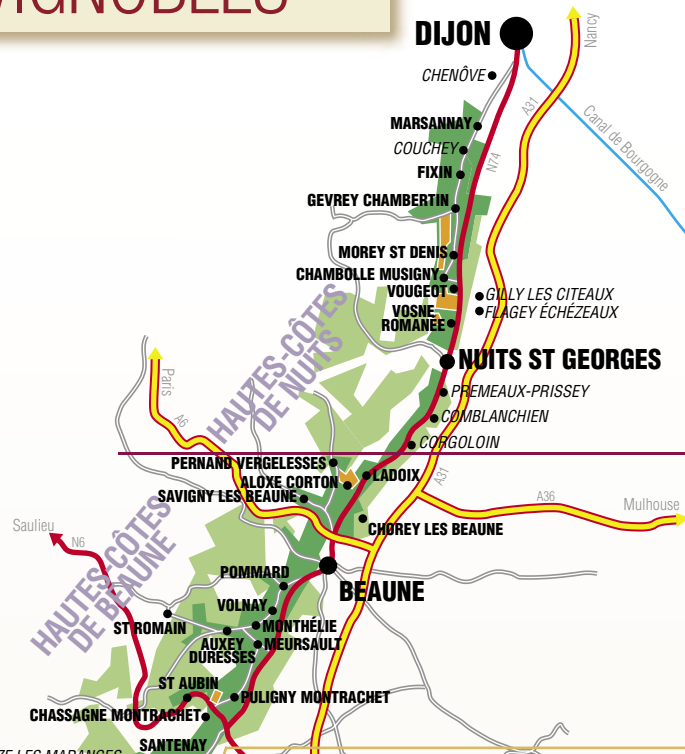 VIGNOBLES
DIJON
Nancy
CHENÔVE
A31
Canal de Bourgogne
MARSANNAY
COUCHEY
N74
FIXIN
GEVREY CHAMBERTIN
MOREY ST DENIS
CHAMBOLLE MUSIGNY
VOUGEOT
GILLY LES CITEAUX
FLAGEY ÉCHÉZEAUX
VOSNE
ROMANÉE
HAUTES-CÔTES
DE NUITS
NUITS ST GEORGES
Paris
A6
PREMEAUX-PRISSEY
COMBLANCHIEN
CORGOLOIN
PERNAND VERGELESSES
LADOIX
A31
ALOXE CORTON
SAVIGNY LES BEAUNE
A36
Mulhouse
Saulieu
N6
CHOREY LES BEAUNE
HAUTES-CÔTES
DE BEAUNE
POMMARD
BEAUNE
VOLNAY
ST ROMAIN
MONTHÉLIE
AUXEY
DURESSES
MEURSAULT
ST AUBIN
PULIGNY MONTRACHET
CHASSAGNE MONTRACHET
SANTENAY
LES MARANGES